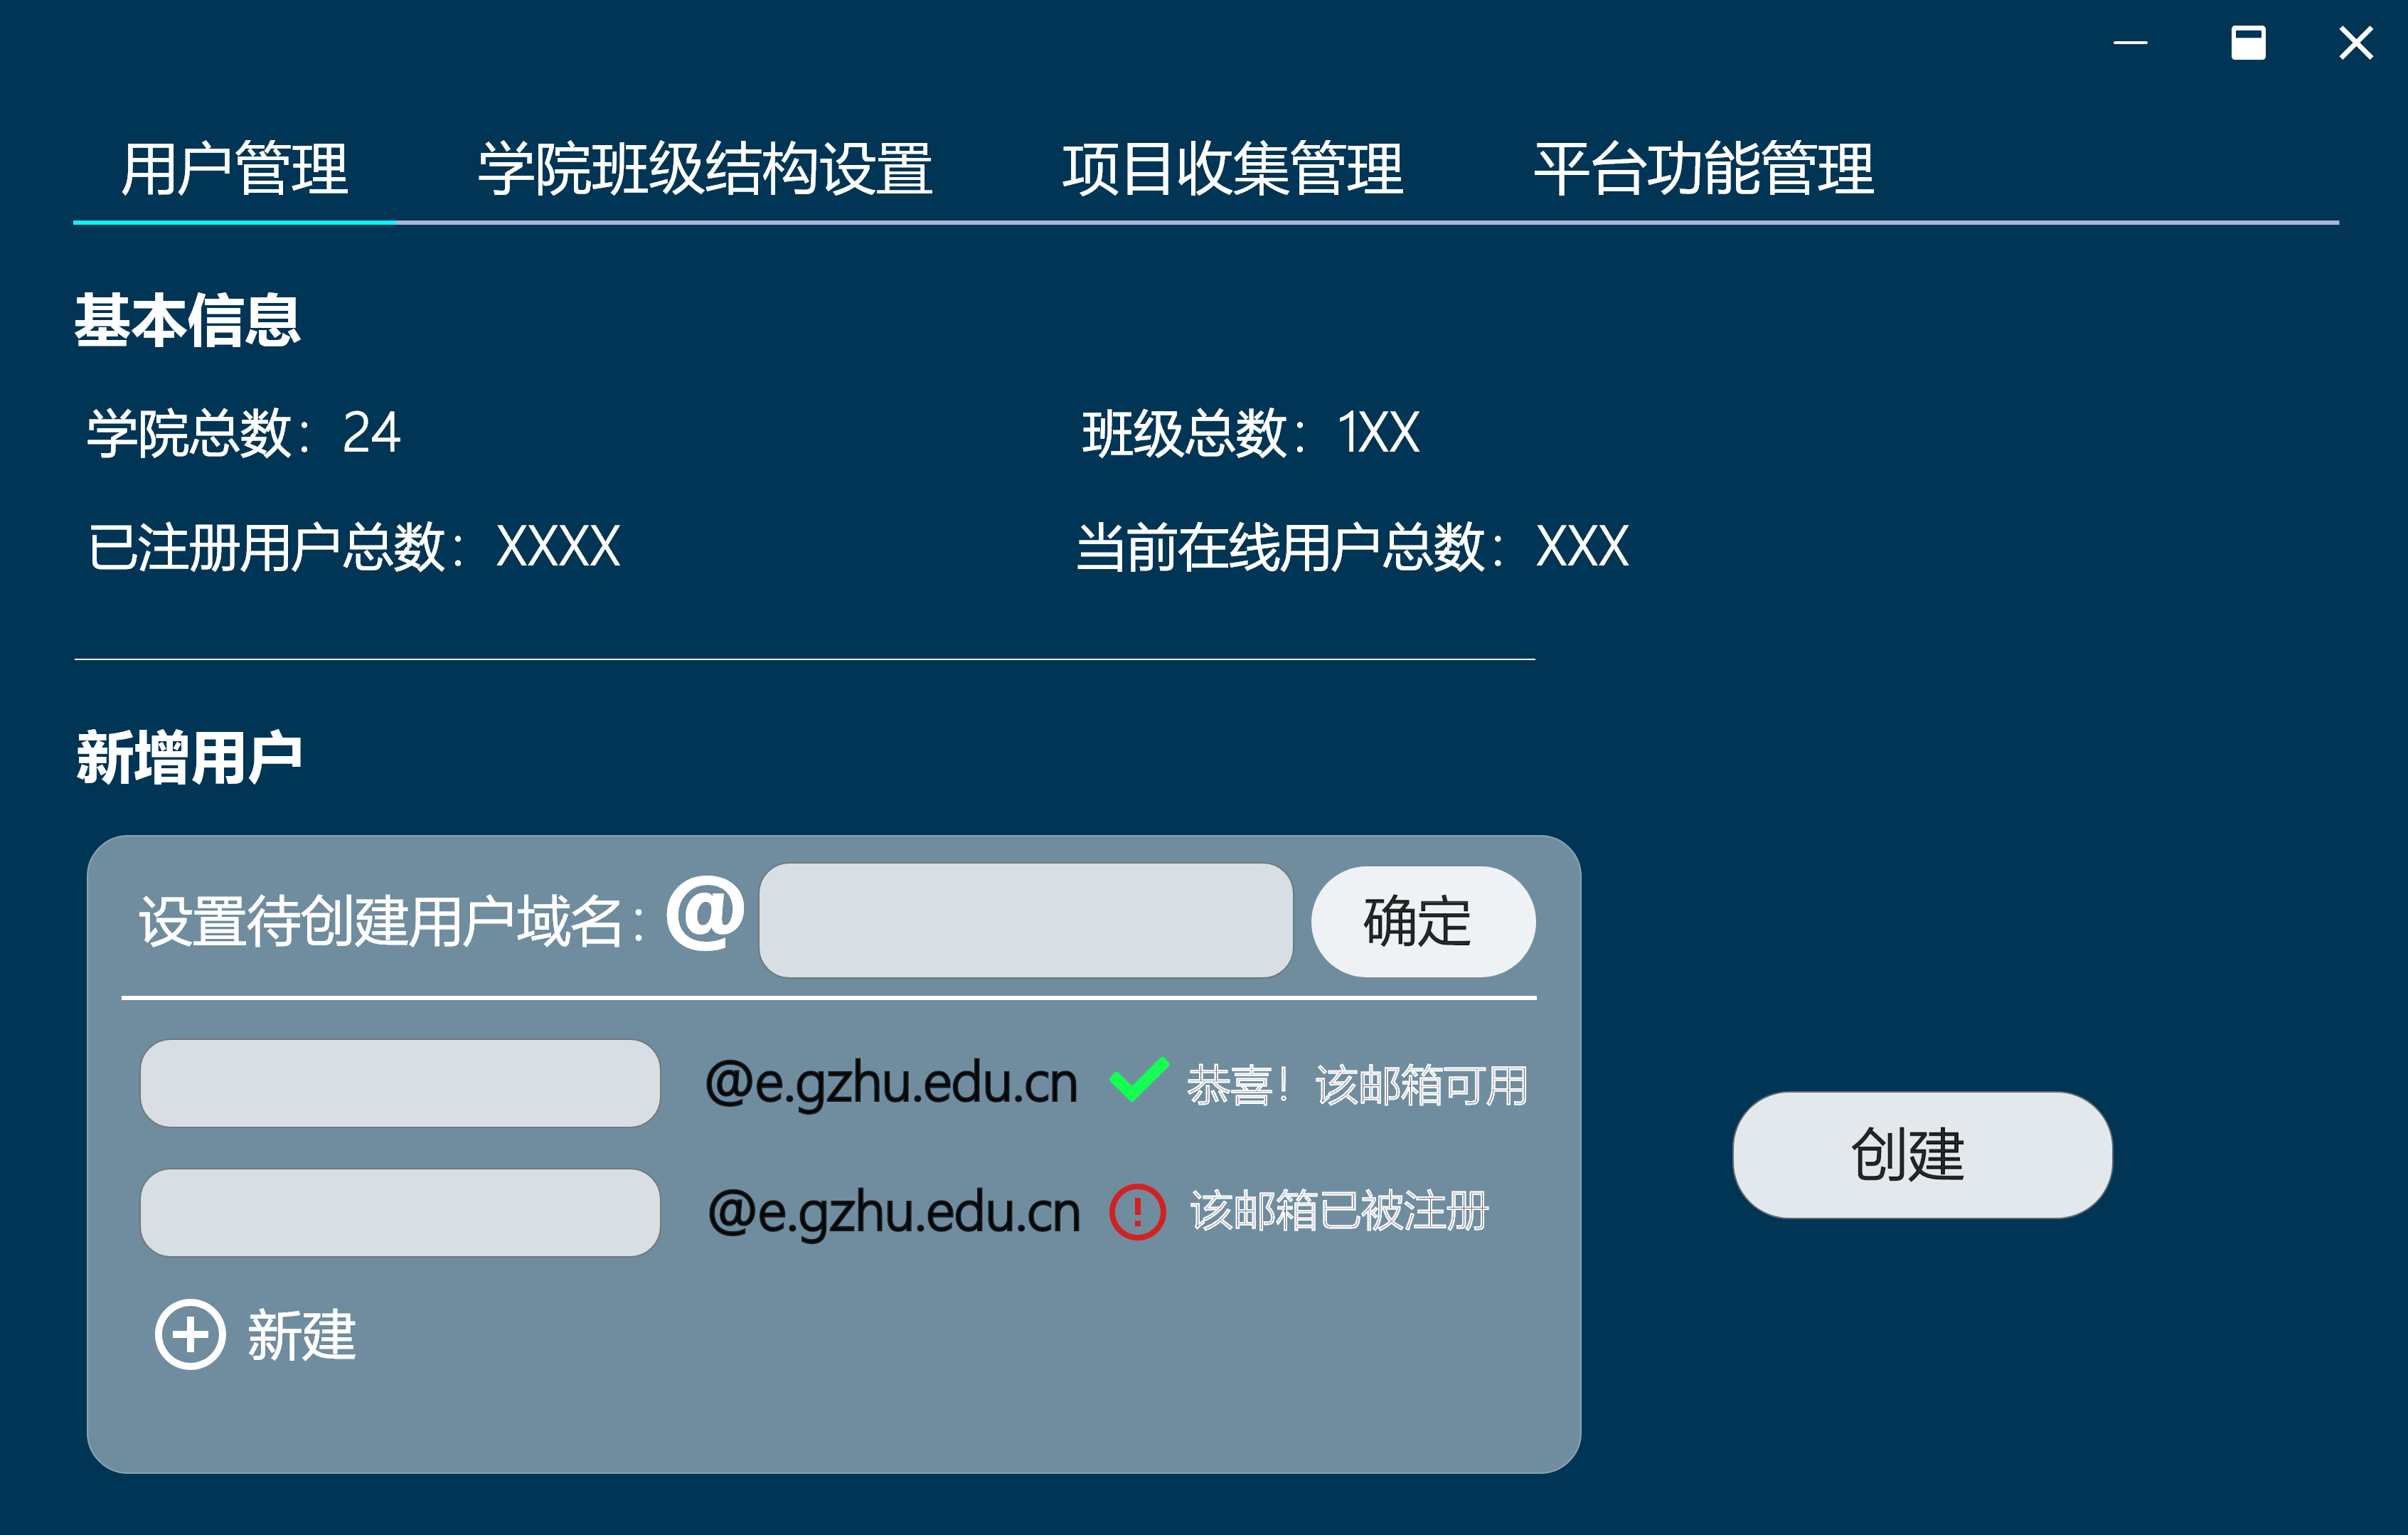 用户管理 学院班级结构设置 项目收集管理 平台功能管理
基本信息
学院总数：24 班级总数：1XX
已注册用户总数：XXXX 当前在线用户总数：XXX
新增用户
设置待创建用户域名：@ 确定
@e.gzhu.edu.cn 恭喜！该邮箱可用
创建
@e.gzhu.edu.cn 该邮箱已被注册
新建